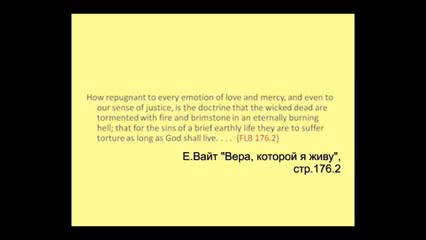 How repugnant to every emotion of love and mercy, and even to
our sense of justice, is the doctrine that the wicked dead are
tormented with fire and brimstone in an eternally burning
hell; that for the sins of a brief earthly life they are to suffer
torture as long as God shall live. . . . {FLB 176.2}
Е.Вайт "Вера, которой я живу",
стр.176.2